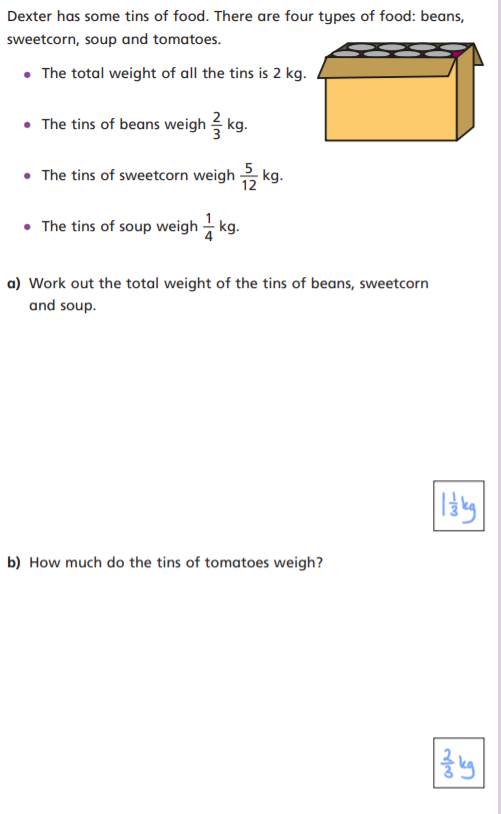 Dexter has some tins of food. There are four types of food: beans,
sweetcorn, soup and tomatoes.
• The total weight of all the tins is 2 kg.
• The tins of beans weigh 2/3 kg.
• The tins of sweetcorn weigh 5/12 kg.
• The tins of soup weigh 1/4 kg.
a) Work out the total weight of the tins of beans, sweetcorn
and soup.
1 1/3 kg
b) How much do the tins of tomatoes weigh?
2/3 kg